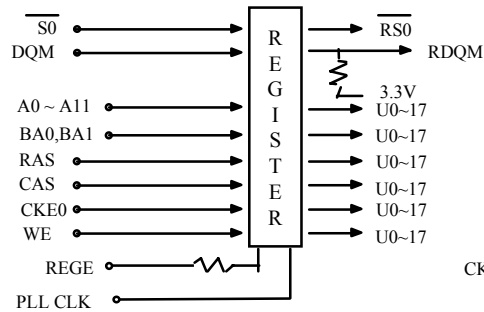 S0 RS0
DQM RDQM
REGISTER
3.3V
A0 ~ A11 U0~17
BA0,BA1 U0~17
RAS U0~17
CAS U0~17
CKE0 U0~17
WE U0~17
REGE CK
PLL CLK